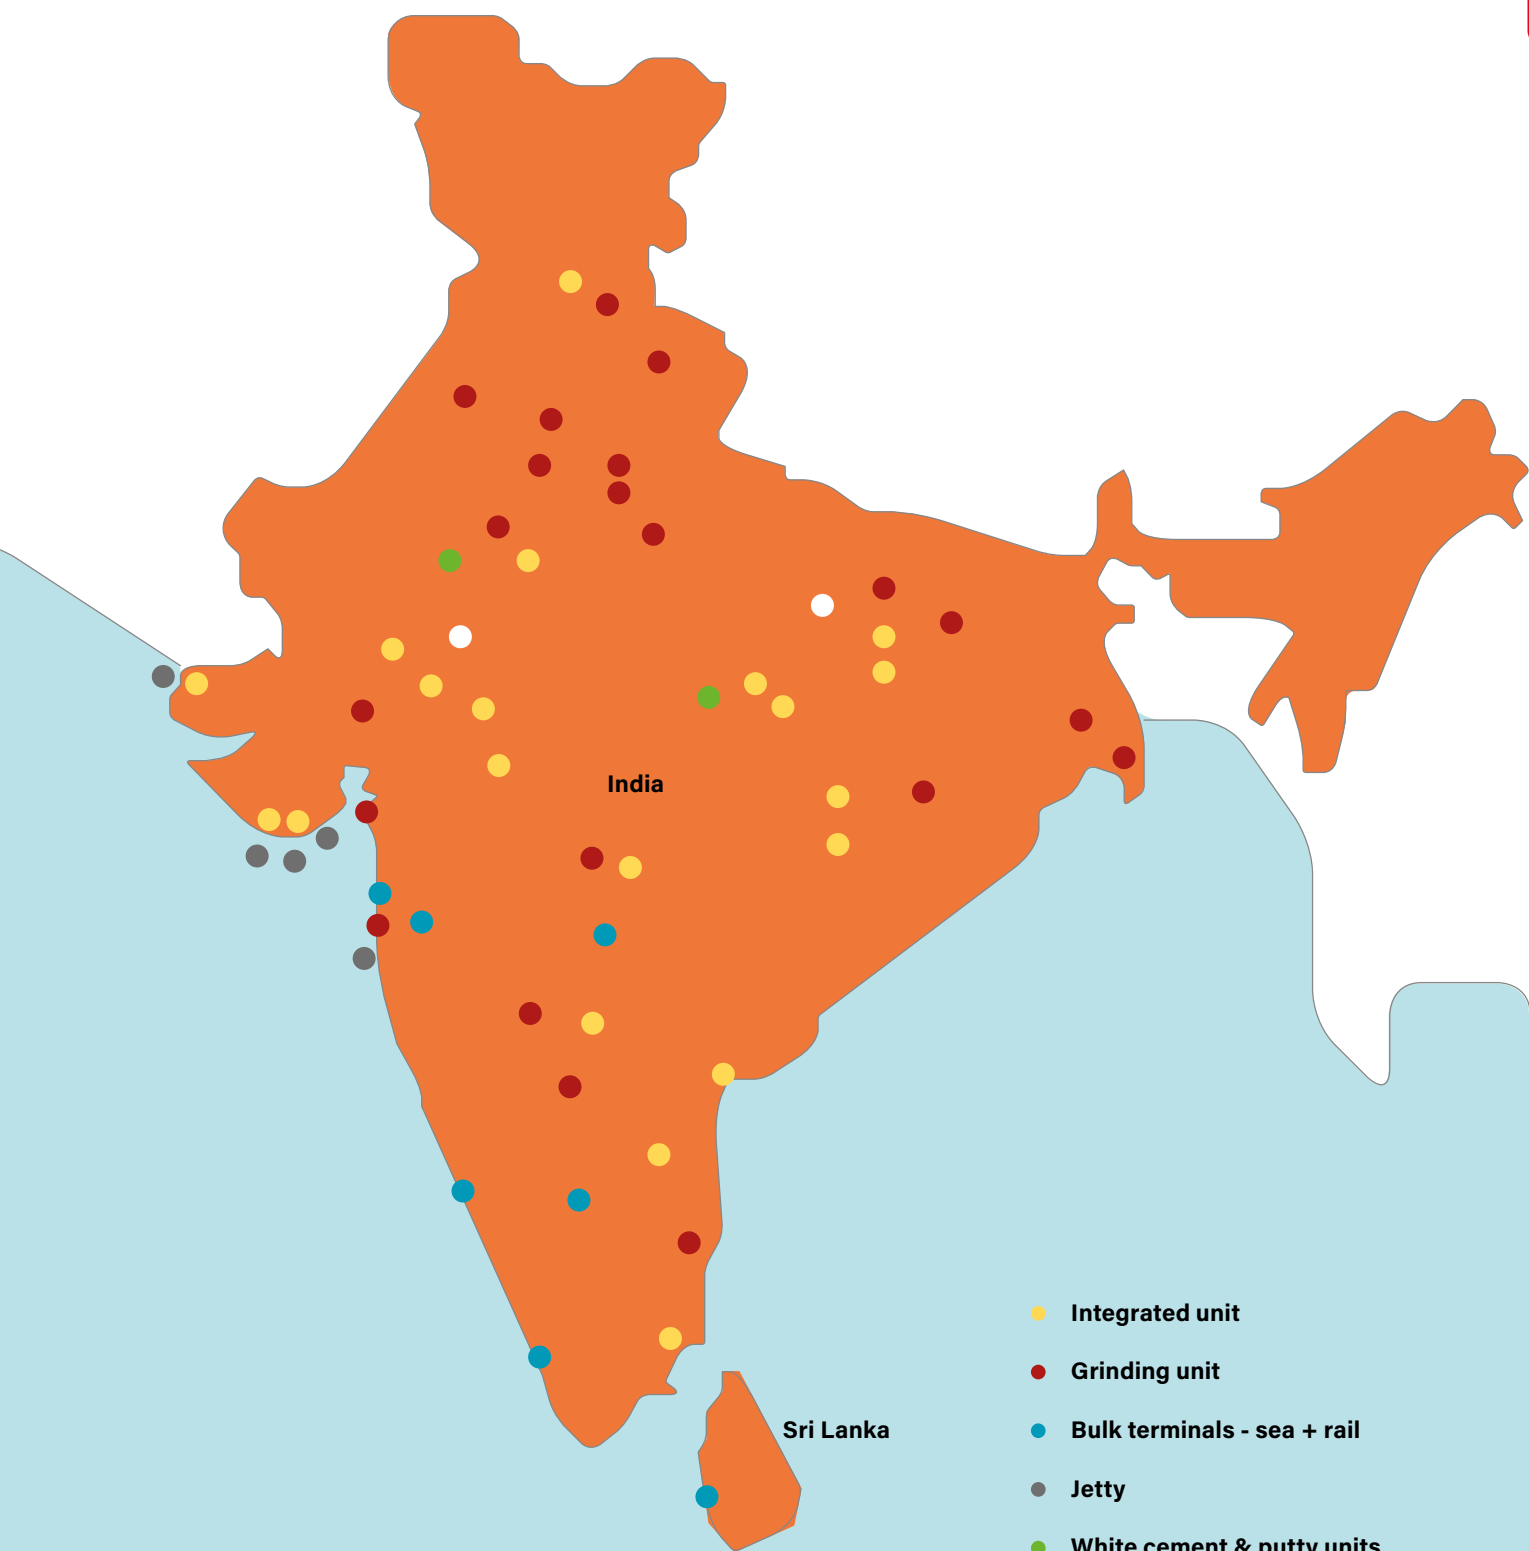 India
Integrated unit
Grinding unit
Sri Lanka
Bulk terminals - sea + rail
Jetty
White cement & putty units